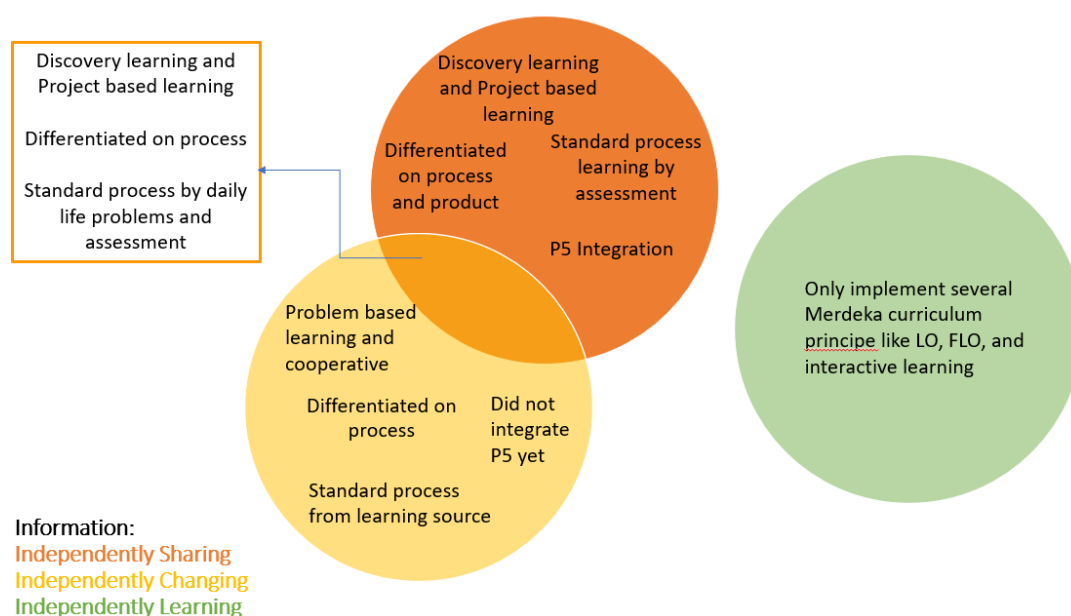 Discovery learning and
Project based learning
Differentiated on process
Standard process by daily
life problems and
assessment
Discovery learning
and Project based
learning
Differentiated
on process
and product
Standard process
learning by
assessment
P5 Integration
Problem based
learning and
cooperative
Differentiated on
process
Did not
integrate
P5 yet
Standard process
from learning source
Only implement several
Merdeka curriculum
principe like LO, FLO, and
interactive learning
Information:
Independently Sharing
Independently Changing
Independently Learning